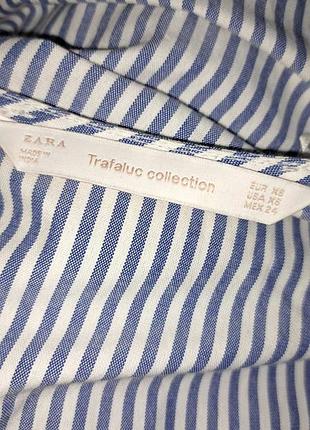 ZARA
MADE IN
INDIA
Trafaluc collection
EUR XS
USA XS
MEX 24